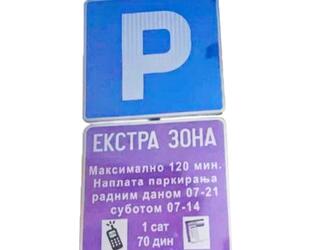 P
ЕКСТРА ЗОНА
Максимално 120 мин.
Наплата паркирања
радним даном 07-21
суботом 07-14
1 сат
70 дин